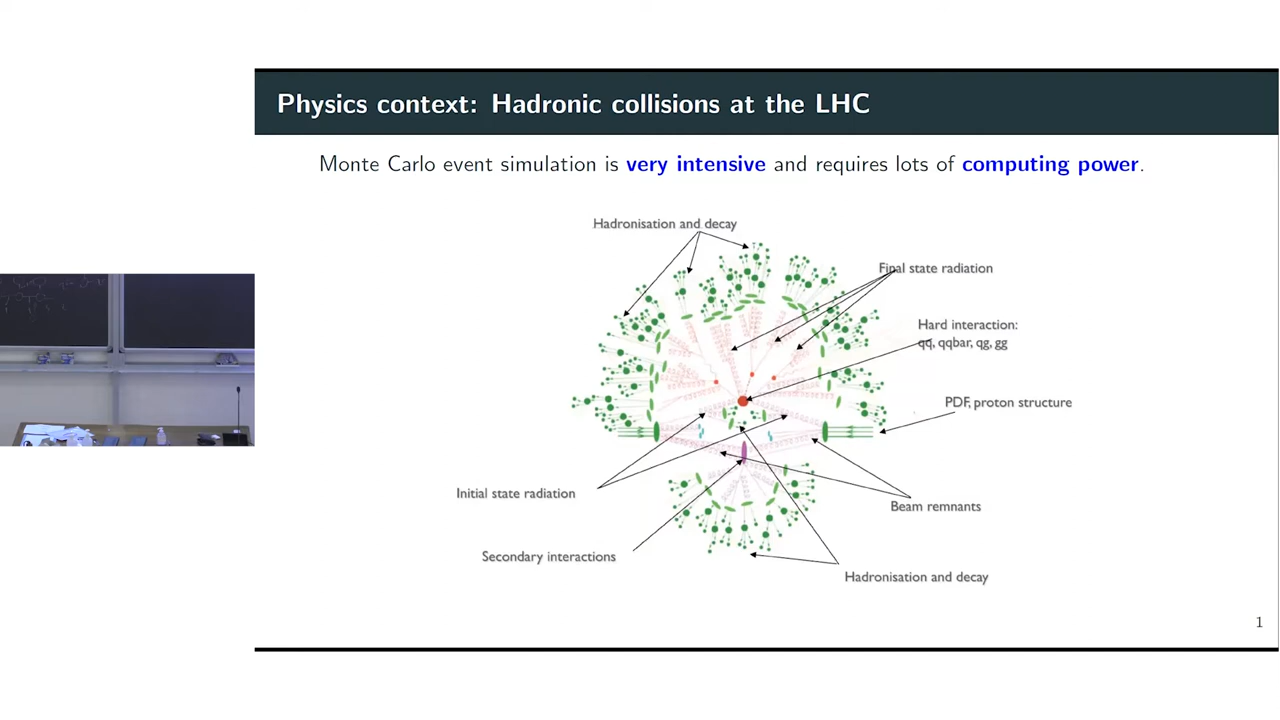 Physics context: Hadronic collisions at the LHC
Monte Carlo event simulation is very intensive and requires lots of computing power.
Hadronisation and decay
Final state radiation
Hard interaction:
qq, qqbar, qg, gg
PDF, proton structure
Initial state radiation
Beam remnants
Secondary interactions
Hadronisation and decay
1